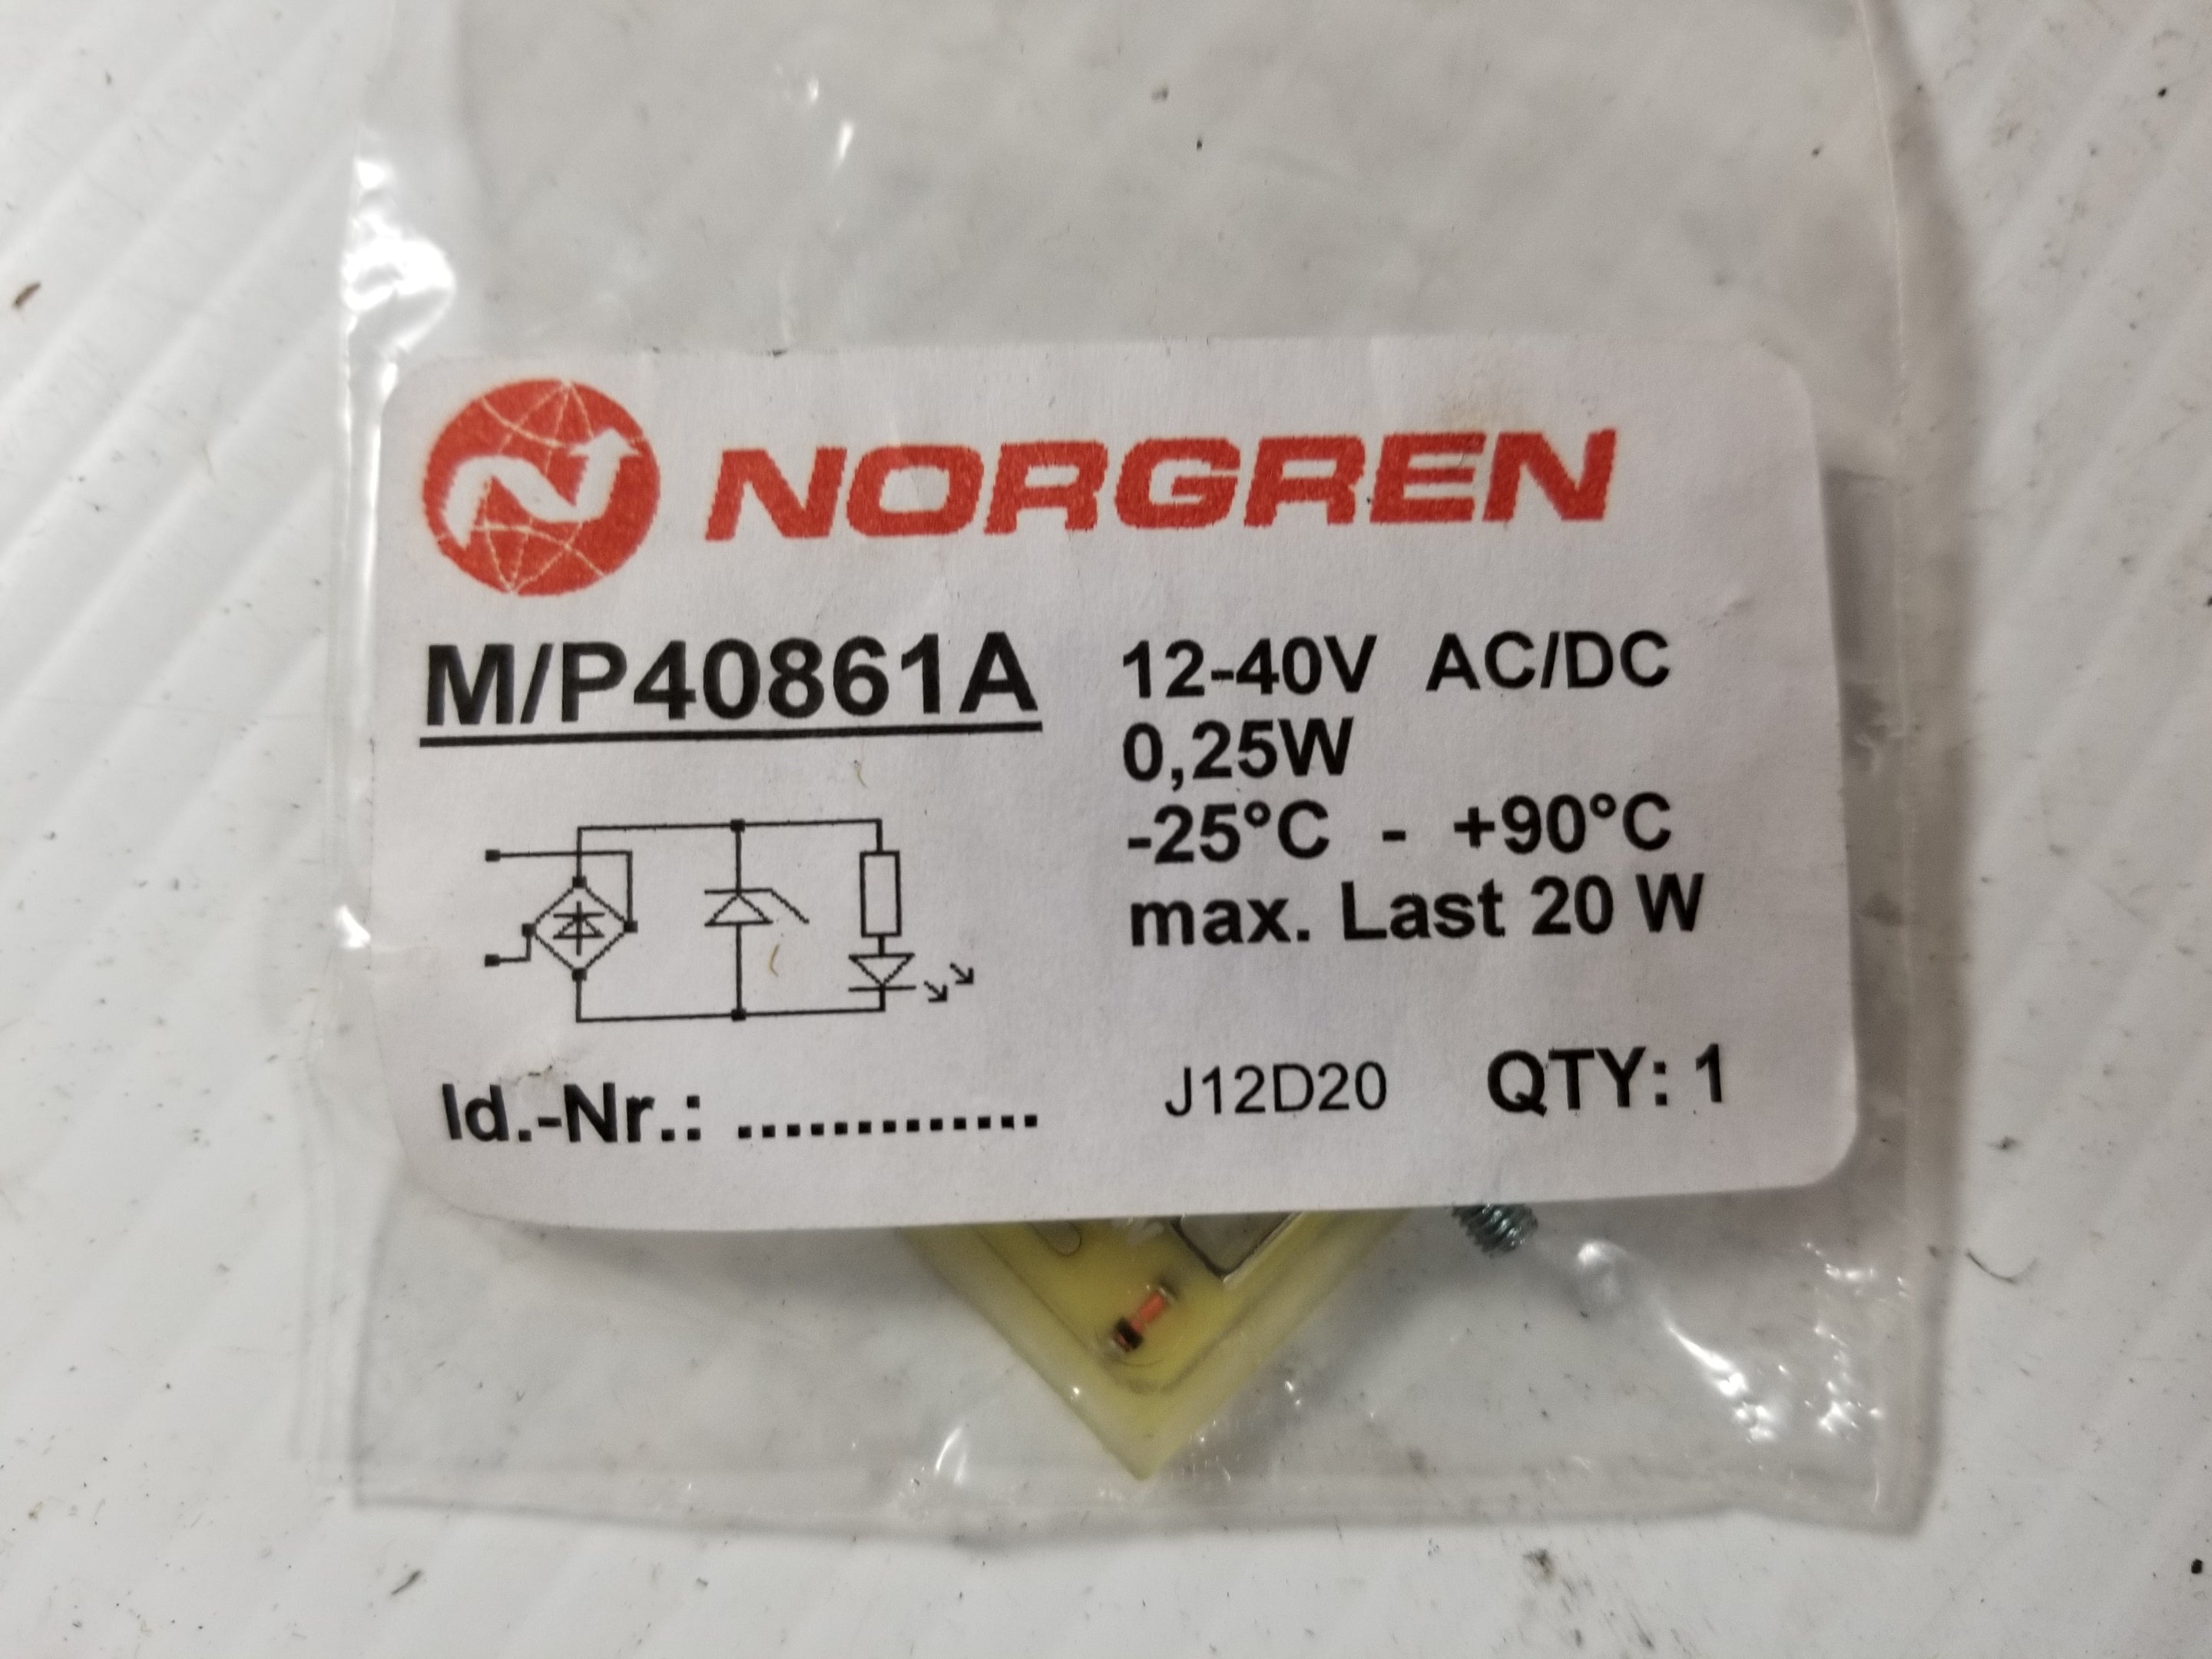 NORGREN
M/P40861A
12-40V AC/DC
0,25W
-25°C - +90°C
max. Last 20 W
Id.-Nr.: .............
J12D20
QTY: 1